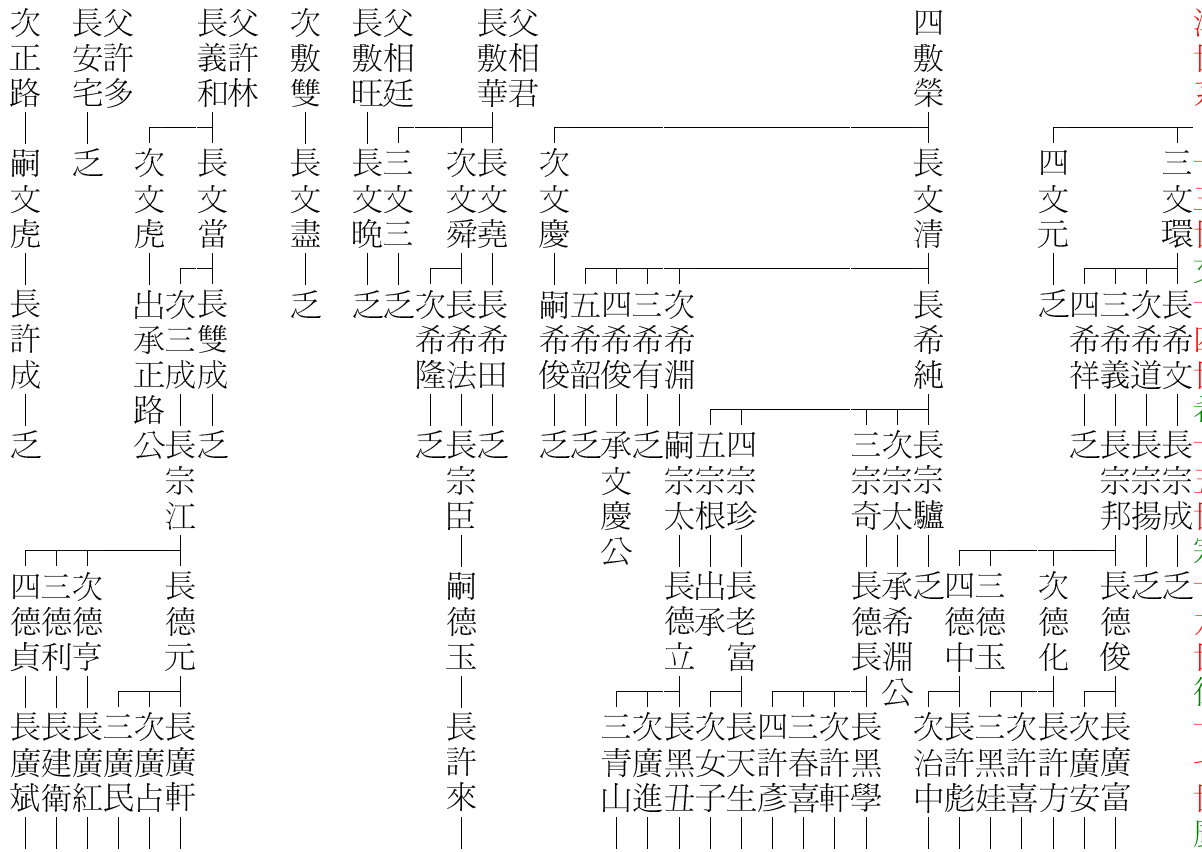 三文環
四文元
四敷榮
父相君
長敷華
父相廷
長敷旺
次敷雙
父許林
長義和
父許多
長安宅
次正路
長文清
次文慶
長文堯
次文舜
三文三
長文晩
長文盡
長文當
次文虎
乏
嗣文虎
長希文
次希道
三希義
四希祥
乏
長希純
次希淵
三希有
四希俊
五希韶
嗣希俊
長希田
長希法
次希隆
乏
乏
乏
長雙成
次三成
出承正路公
長許成
長宗成
長宗揚
長宗邦
乏
長宗驢
次宗太
三宗奇
四宗珍
五宗根
嗣宗太
乏
承文慶公
乏
乏
乏
長宗臣
乏
乏
長宗江
乏
乏
乏
長德俊
次德化
三德玉
四德中
乏
承希淵公
長德長
長老富
出承
長德立
嗣德玉
長德元
次德亨
三德利
四德貞
長廣富
次廣安
長許方
次許喜
三黑娃
長許彪
次治中
長黑學
次許軒
三春喜
四許彥
長天生
次女子
長黑丑
次廣進
三青山
長許來
長廣軒
次廣占
三廣民
長廣紅
長建衛
長廣斌